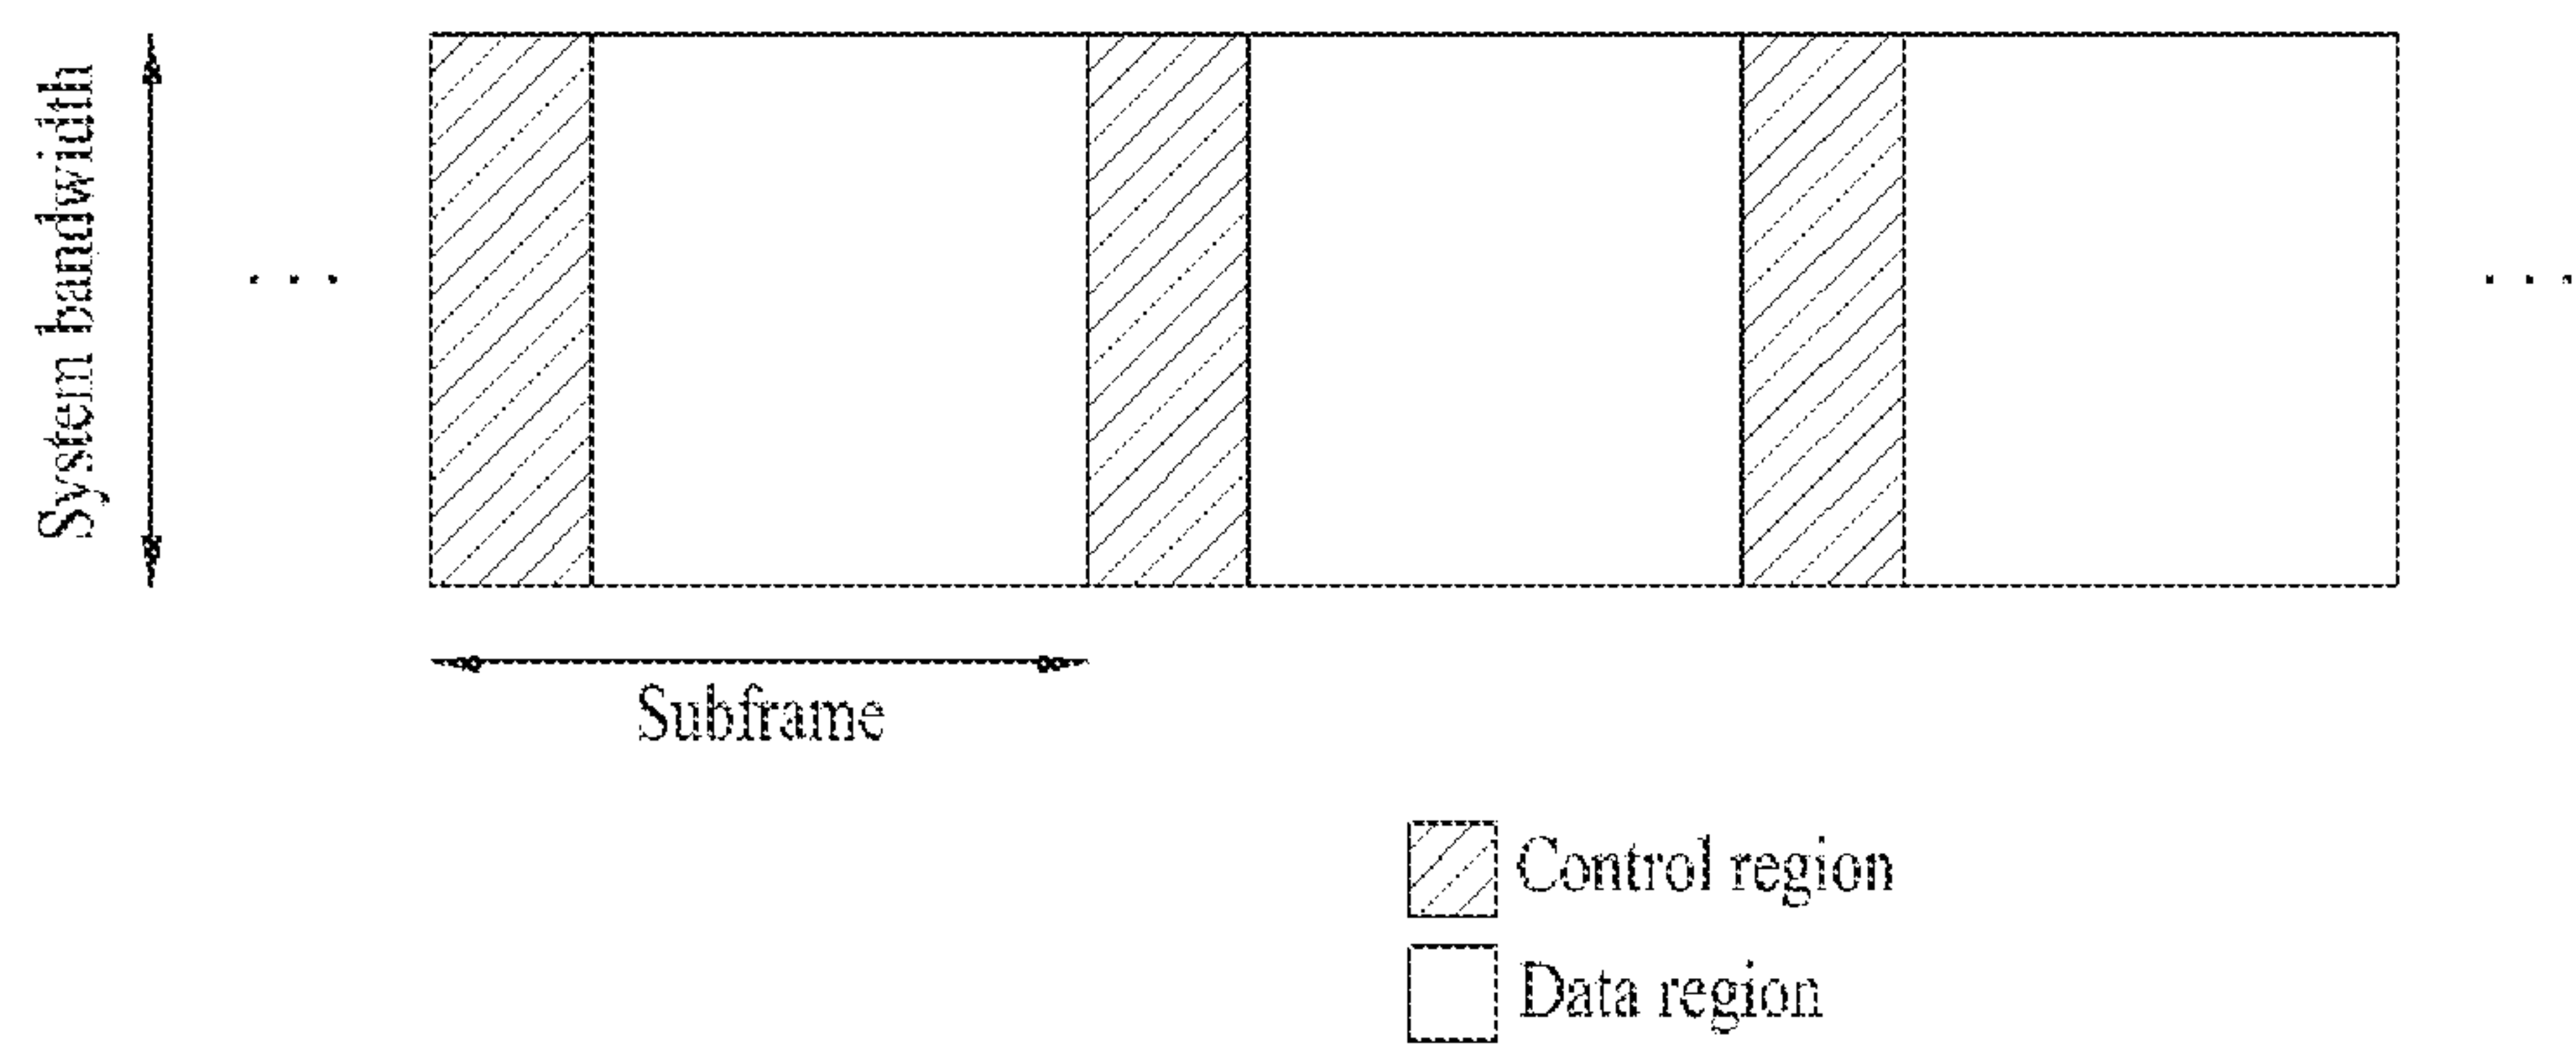 System bandwidth
. . .
. . .
Subframe
Control region
Data region